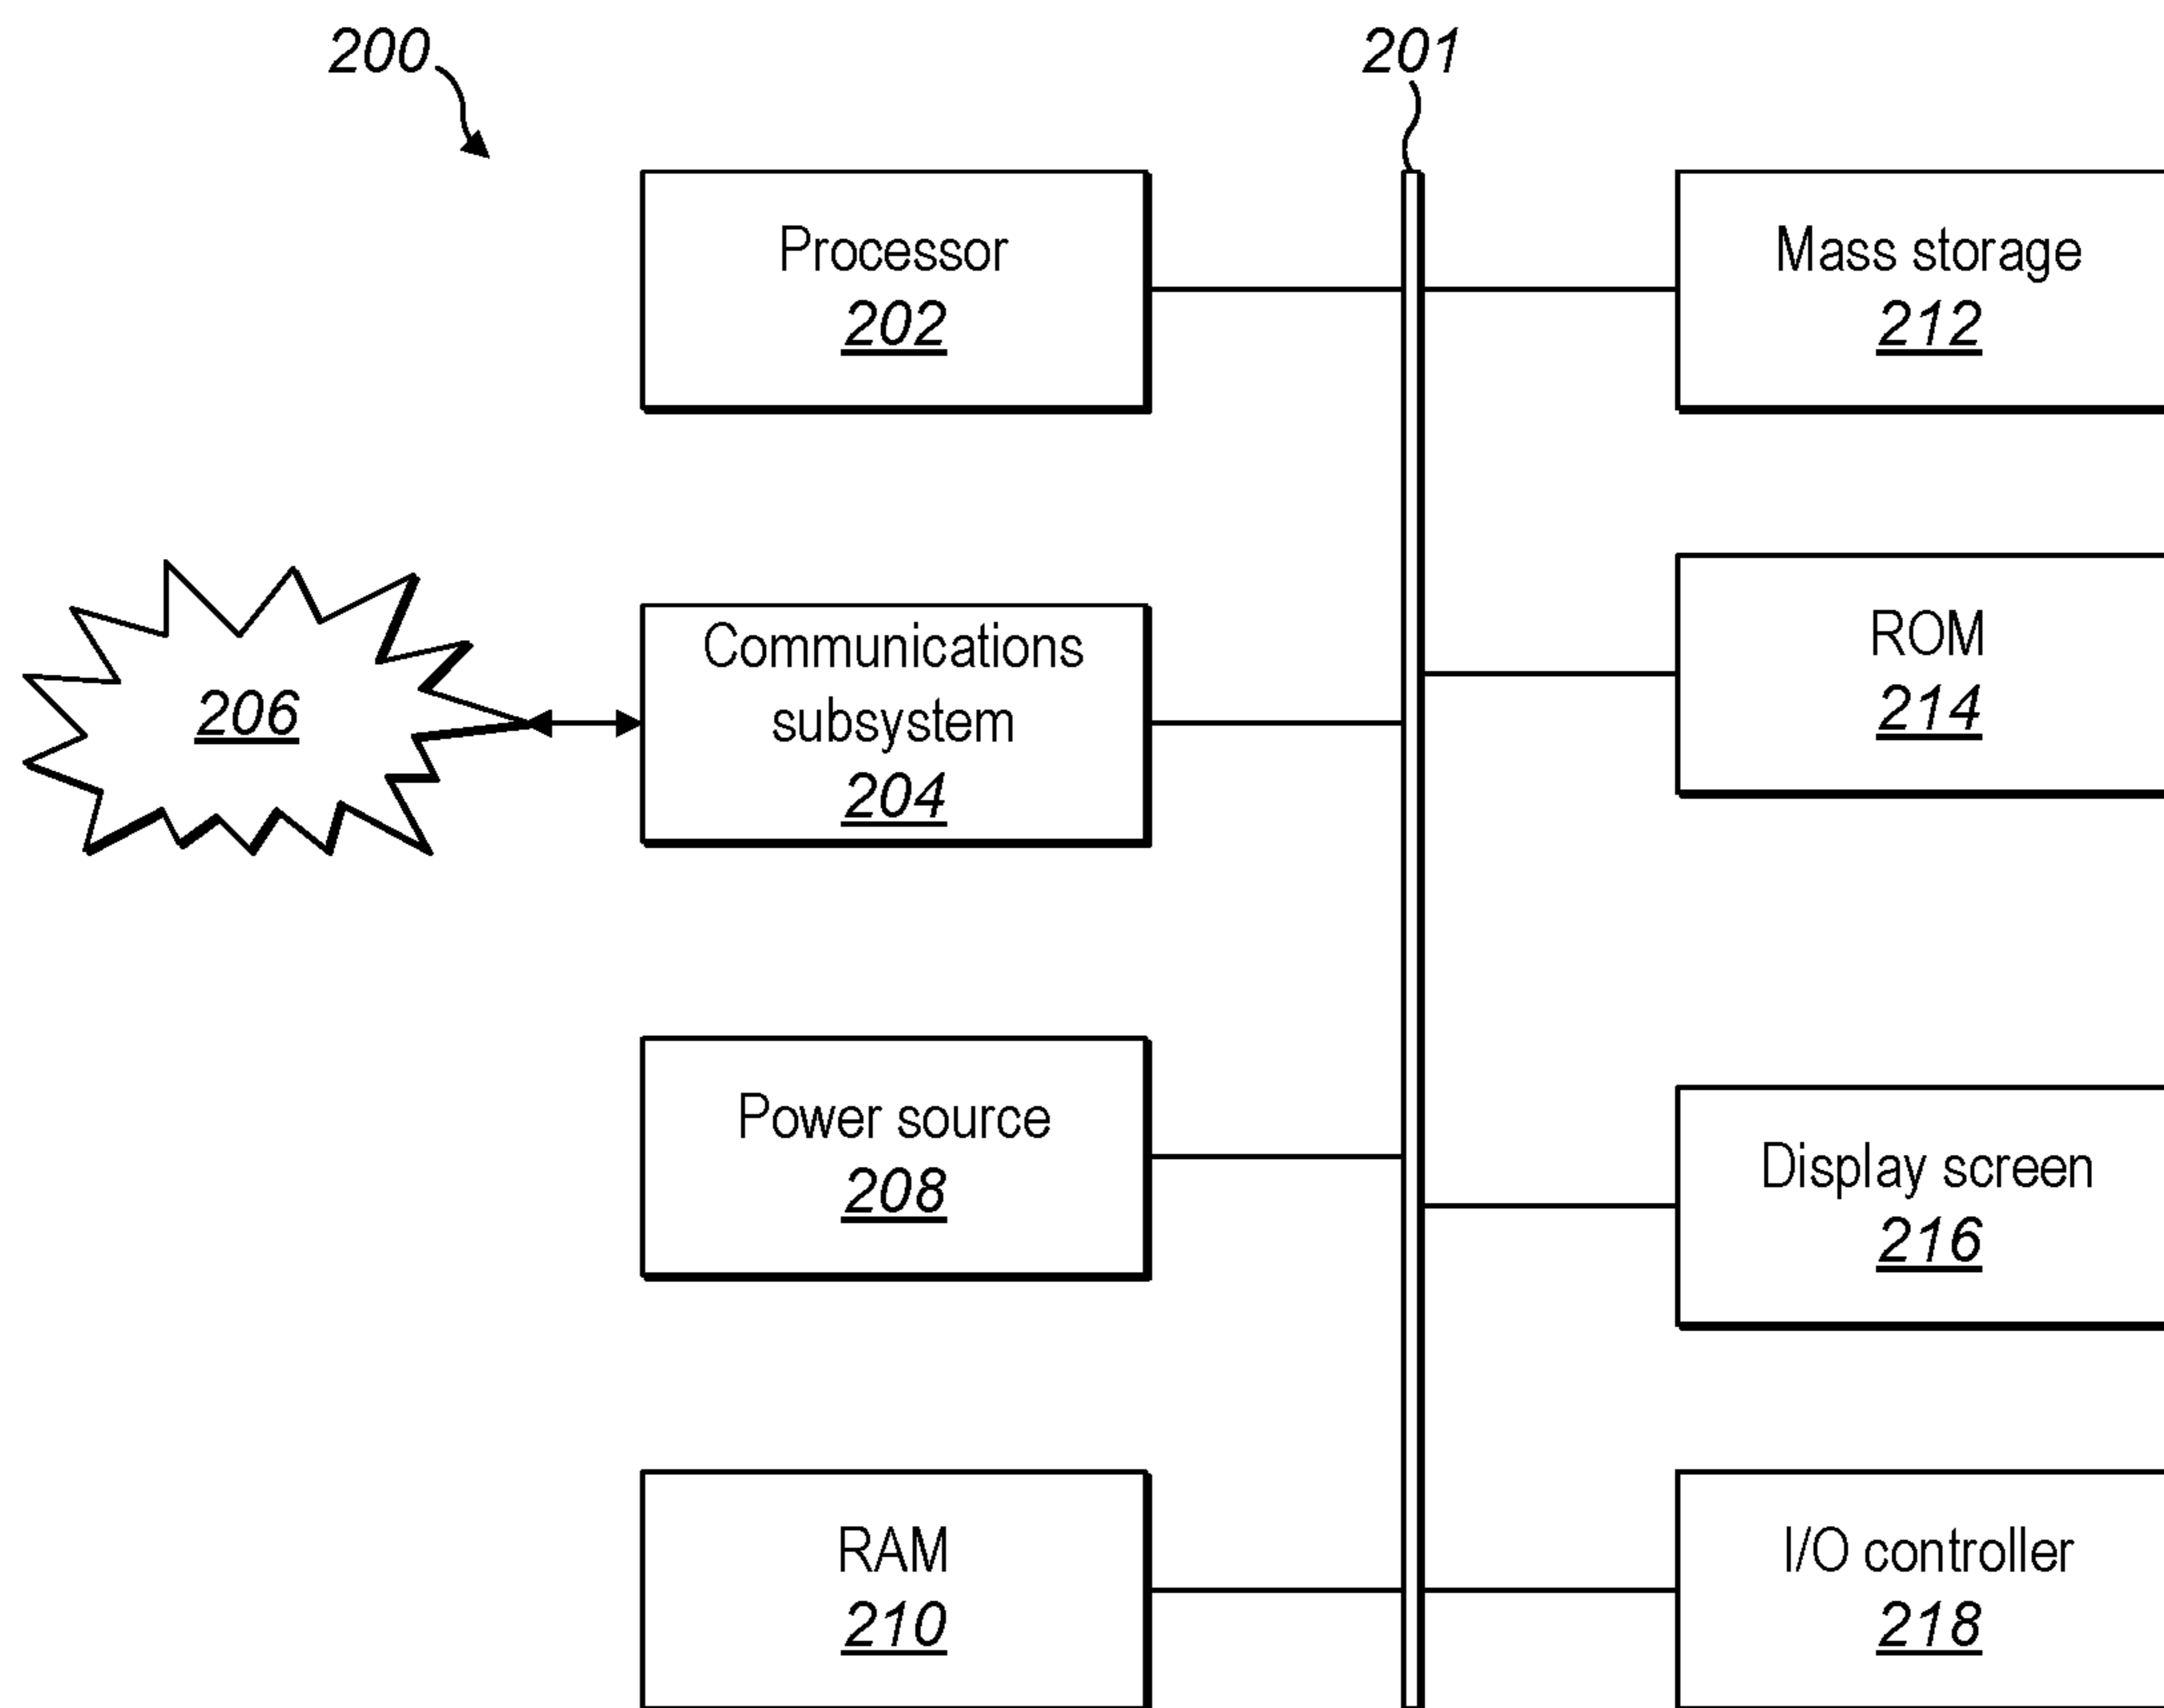 200
201
Processor
202
Mass storage
212
Communications
subsystem
204
206
ROM
214
Power source
208
Display screen
216
RAM
210
I/O controller
218